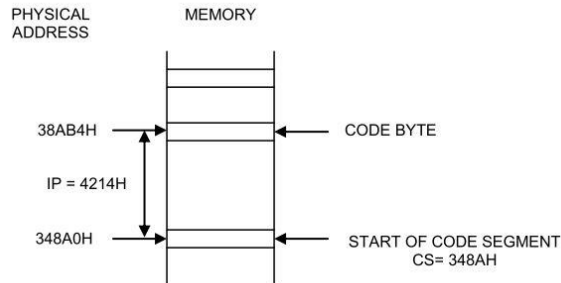 PHYSICAL
ADDRESS
MEMORY
38AB4H
CODE BYTE
IP = 4214H
348A0H
START OF CODE SEGMENT
CS= 348AH